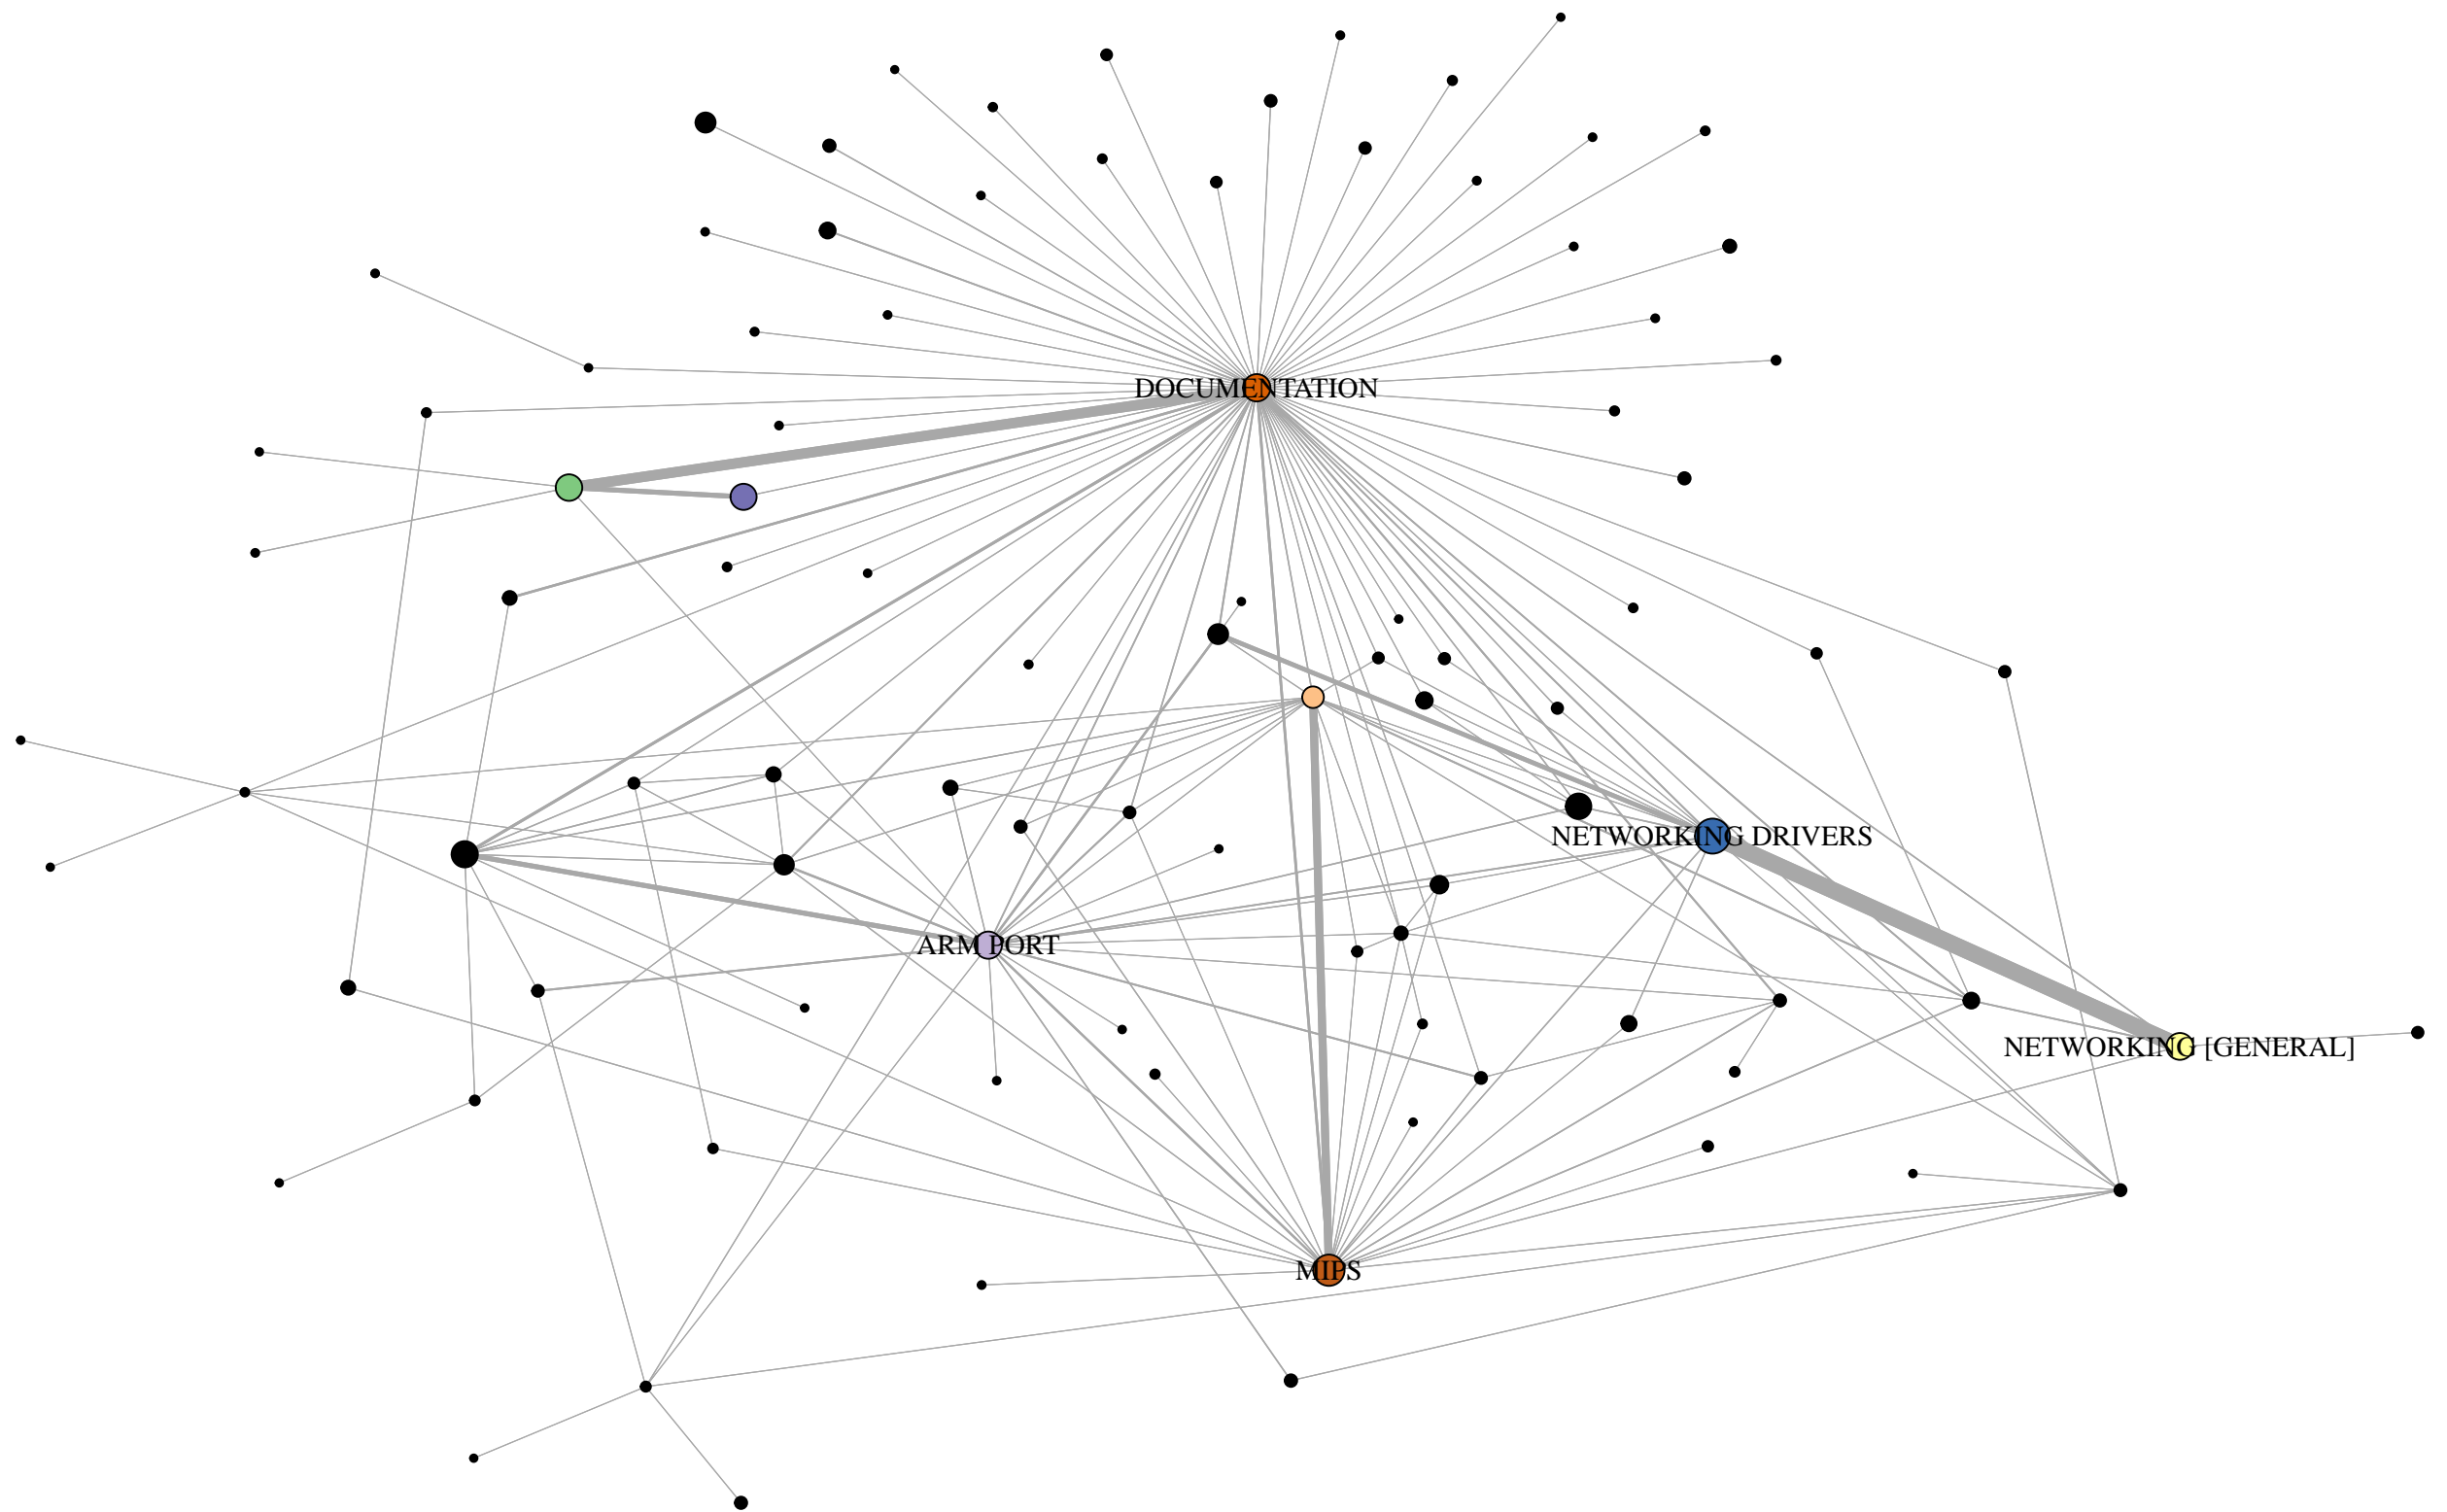 DOCUMENTATION
NETWORKING DRIVERS
ARM PORT
NETWORKING [GENERAL]
MIPS